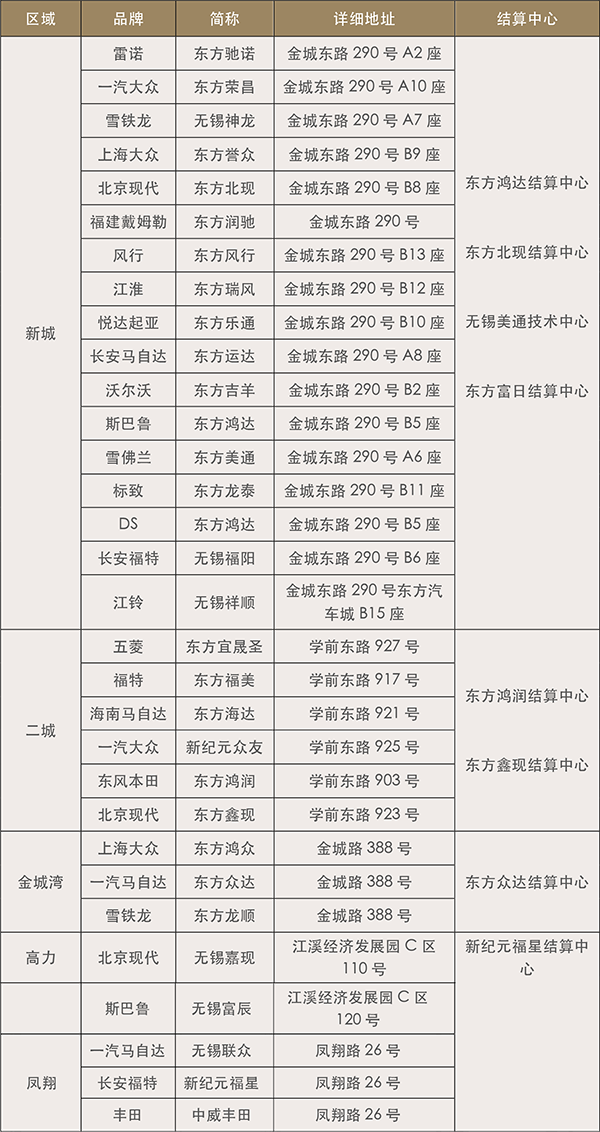 区域 品牌 简称 详细地址 结算中心
雷诺 东方驰诺 金城东路 290 号 A2 座
一汽大众 东方荣昌 金城东路 290 号 A10 座
雪铁龙 无锡神龙 金城东路 290 号 A7 座
上海大众 东方誉众 金城东路 290 号 B9 座
北京现代 东方北现 金城东路 290 号 B8 座 东方鸿达结算中心
福建戴姆勒 东方润驰 金城东路 290 号
风行 东方风行 金城东路 290 号 B13 座 东方北现结算中心
江淮 东方瑞风 金城东路 290 号 B12 座
新城 悦达起亚 东方乐通 金城东路 290 号 B10 座 无锡美通技术中心
长安马自达 东方运达 金城东路 290 号 A8 座
沃尔沃 东方吉羊 金城东路 290 号 B2 座 东方富日结算中心
斯巴鲁 东方鸿达 金城东路 290 号 B5 座
雪佛兰 东方美通 金城东路 290 号 A6 座
标致 东方龙泰 金城东路 290 号 B11 座
DS 东方鸿达 金城东路 290 号 B5 座
长安福特 无锡福阳 金城东路 290 号 B6 座
江铃 无锡祥顺 金城东路 290 号东方汽
车城 B15 座
五菱 东方宜晟圣 学前东路 927 号
福特 东方福美 学前东路 917 号 东方鸿润结算中心
海南马自达 东方海达 学前东路 921 号
二城 一汽大众 新纪元众友 学前东路 925 号
东风本田 东方鸿润 学前东路 903 号 东方鑫现结算中心
北京现代 东方鑫现 学前东路 923 号
上海大众 东方鸿众 金城路 388 号
金城湾 一汽马自达 东方众达 金城路 388 号 东方众达结算中心
雪铁龙 东方龙顺 金城路 388 号
高力 北京现代 无锡嘉现 江溪经济发展园 C 区 新纪元福星结算中
110 号 心
斯巴鲁 无锡富辰 江溪经济发展园 C 区
120 号
一汽马自达 无锡联众 凤翔路 26 号
凤翔 长安福特 新纪元福星 凤翔路 26 号
丰田 中威丰田 凤翔路 26 号